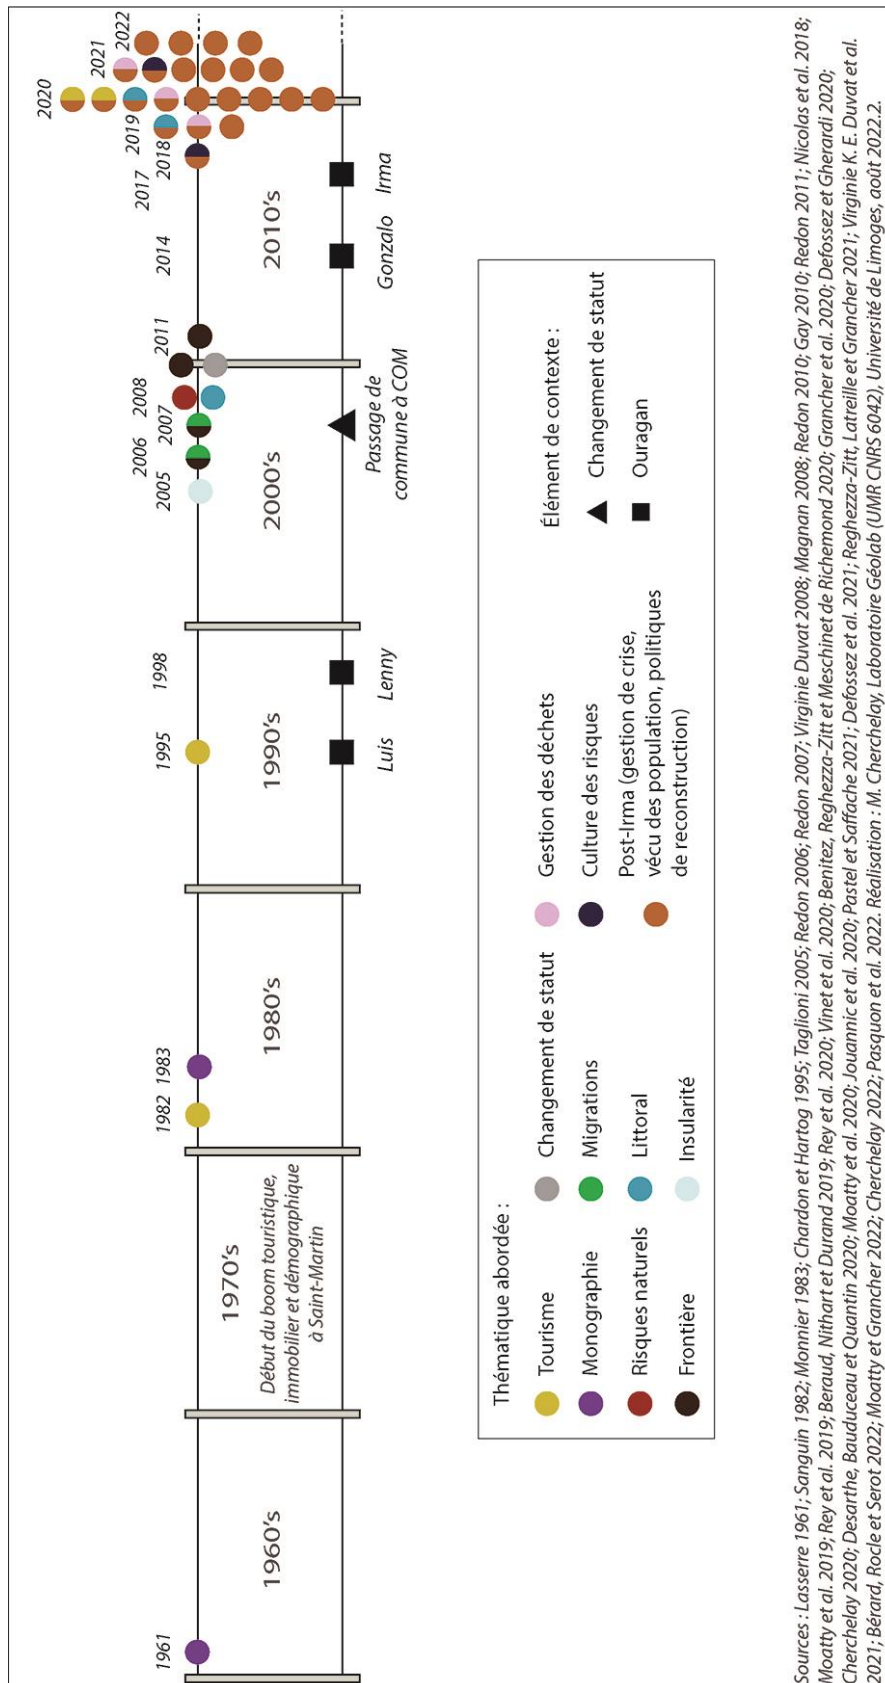 1961
1982
1983
1995
1998
2005
2006
2007
2008
2011
2014
2017
2018
2019
2020
2021
2022
1960's
1970's
Début du boom touristique,
immobilier et démographique
à Saint-Martin
1980's
1990's
2000's
2010's
Luis
Lenny
Passage de
commune à COM
Gonzalo
Irma
Thématique abordée :
Tourisme
Monographie
Risques naturels
Frontière
Changement de statut
Migrations
Littoral
Insularité
Gestion des déchets
Culture des risques
Post-Irma (gestion de crise,
vécu des population, politiques
de reconstruction)
Élément de contexte :
Changement de statut
Ouragan
Sources : Lasserre 1961; Sanguin 1982; Monnier 1983; Chardon et Hartog 1995; Taglioni 2005; Redon 2006; Redon 2007; Virginie Duvat 2008; Magnan 2008; Redon 2010; Gay 2010; Redon 2011; Nicolas et al. 2018;
Moatty et al. 2019; Rey et al. 2019; Beraud, Nithart et Durand 2019; Rey et al. 2020; Vinet et al. 2020; Benitez, Reghezza-Zitt et Meschinet de Richemond 2020; Grancher et al. 2020; Defossez et Gherardi 2020;
Cherchelay 2020; Desarthe, Bauduceau et Quantin 2020; Moatty et al. 2020; Jouannic et al. 2020; Pastel et Saffache 2021; Defossez et al. 2021; Reghezza-Zitt, Latreille et Grancher 2021; Virginie K. E. Duvat et al.
2021; Bérard, Rocle et Serot 2022; Moatty et Grancher 2022; Cherchelay 2022; Pasquon et al. 2022. Réalisation : M. Cherchelay, Laboratoire Géolab (UMR CNRS 6042), Université de Limoges, août 2022.2.